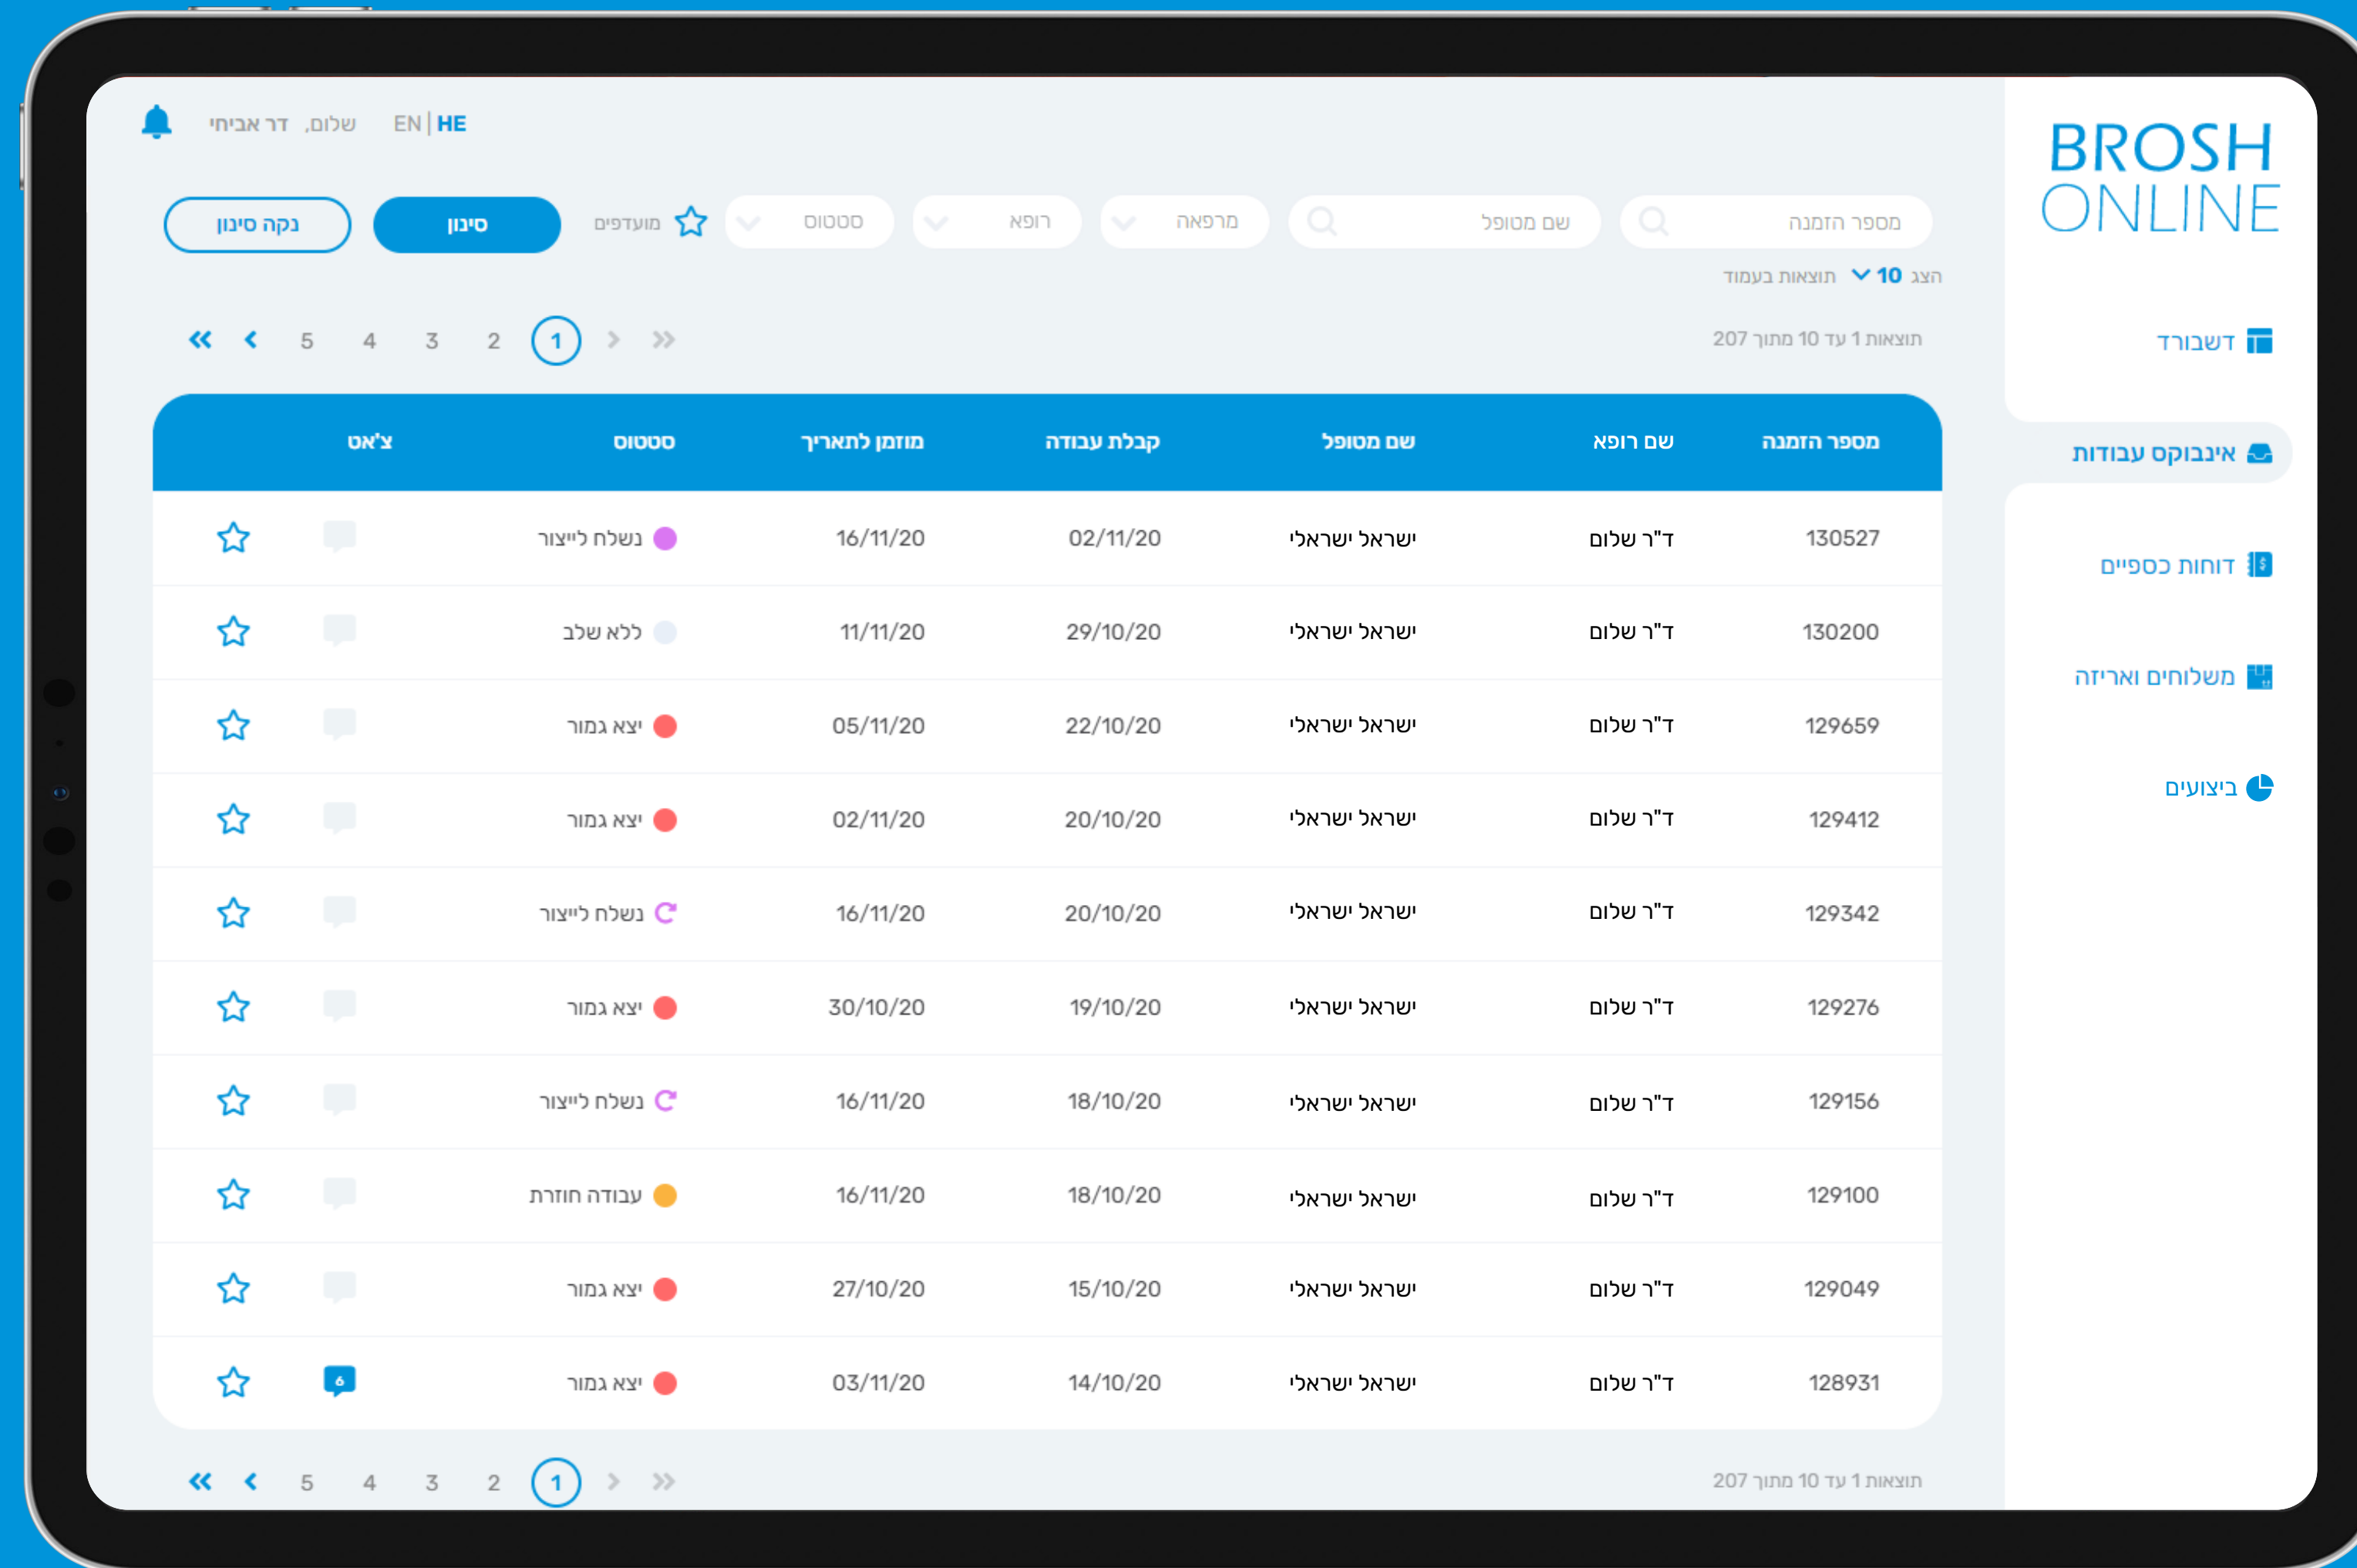 BROSH
ONLINE
HE | EN שלום, דר אביחי
מספר הזמנה שם מטופל מרפאה רופא סטטוס מועדפים סינון נקה סינון
הצג 10 תוצאות בעמוד
תוצאות 1 עד 10 מתוך 207
1 2 3 4 5
דשבורד
אינבוקס עבודות
דוחות כספיים
משלוחים ואריזה
ביצועים
מספר הזמנה שם רופא שם מטופל קבלת עבודה מוזמן לתאריך סטטוס צ'אט
130527 ד"ר שלום ישראל ישראלי 02/11/20 16/11/20 נשלח לייצור
130200 ד"ר שלום ישראל ישראלי 29/10/20 11/11/20 ללא שלב
129659 ד"ר שלום ישראל ישראלי 22/10/20 05/11/20 יצא גמור
129412 ד"ר שלום ישראל ישראלי 20/10/20 02/11/20 יצא גמור
129342 ד"ר שלום ישראל ישראלי 20/10/20 16/11/20 נשלח לייצור
129276 ד"ר שלום ישראל ישראלי 19/10/20 30/10/20 יצא גמור
129156 ד"ר שלום ישראל ישראלי 18/10/20 16/11/20 נשלח לייצור
129100 ד"ר שלום ישראל ישראלי 18/10/20 16/11/20 עבודה חוזרת
129049 ד"ר שלום ישראל ישראלי 15/10/20 27/10/20 יצא גמור
128931 ד"ר שלום ישראל ישראלי 14/10/20 03/11/20 יצא גמור 6
תוצאות 1 עד 10 מתוך 207
1 2 3 4 5